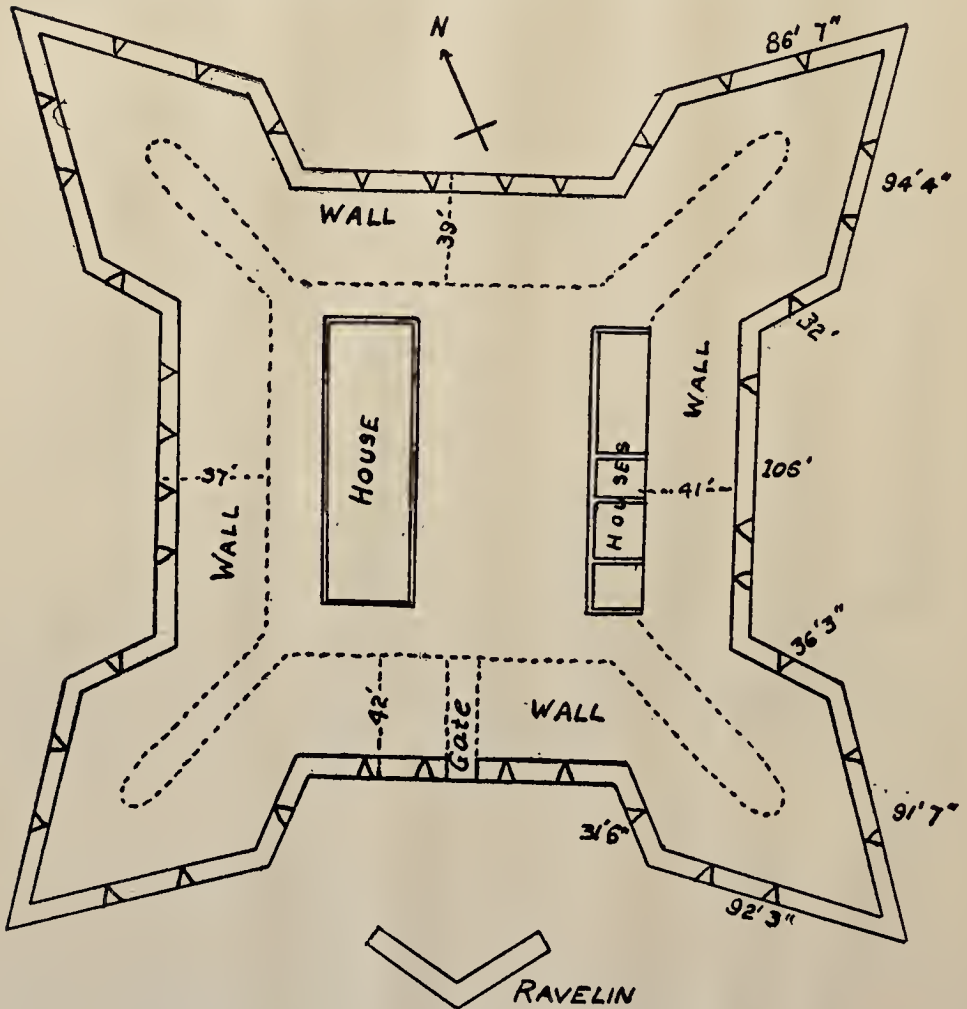 N
86' 7"
94' 4"
WALL
39'
32'
WALL
HOUSE
HOUSES
37'
41'
106'
WALL
36' 3"
42'
Gate
WALL
31' 6"
91' 7"
92' 3"
RAVELIN